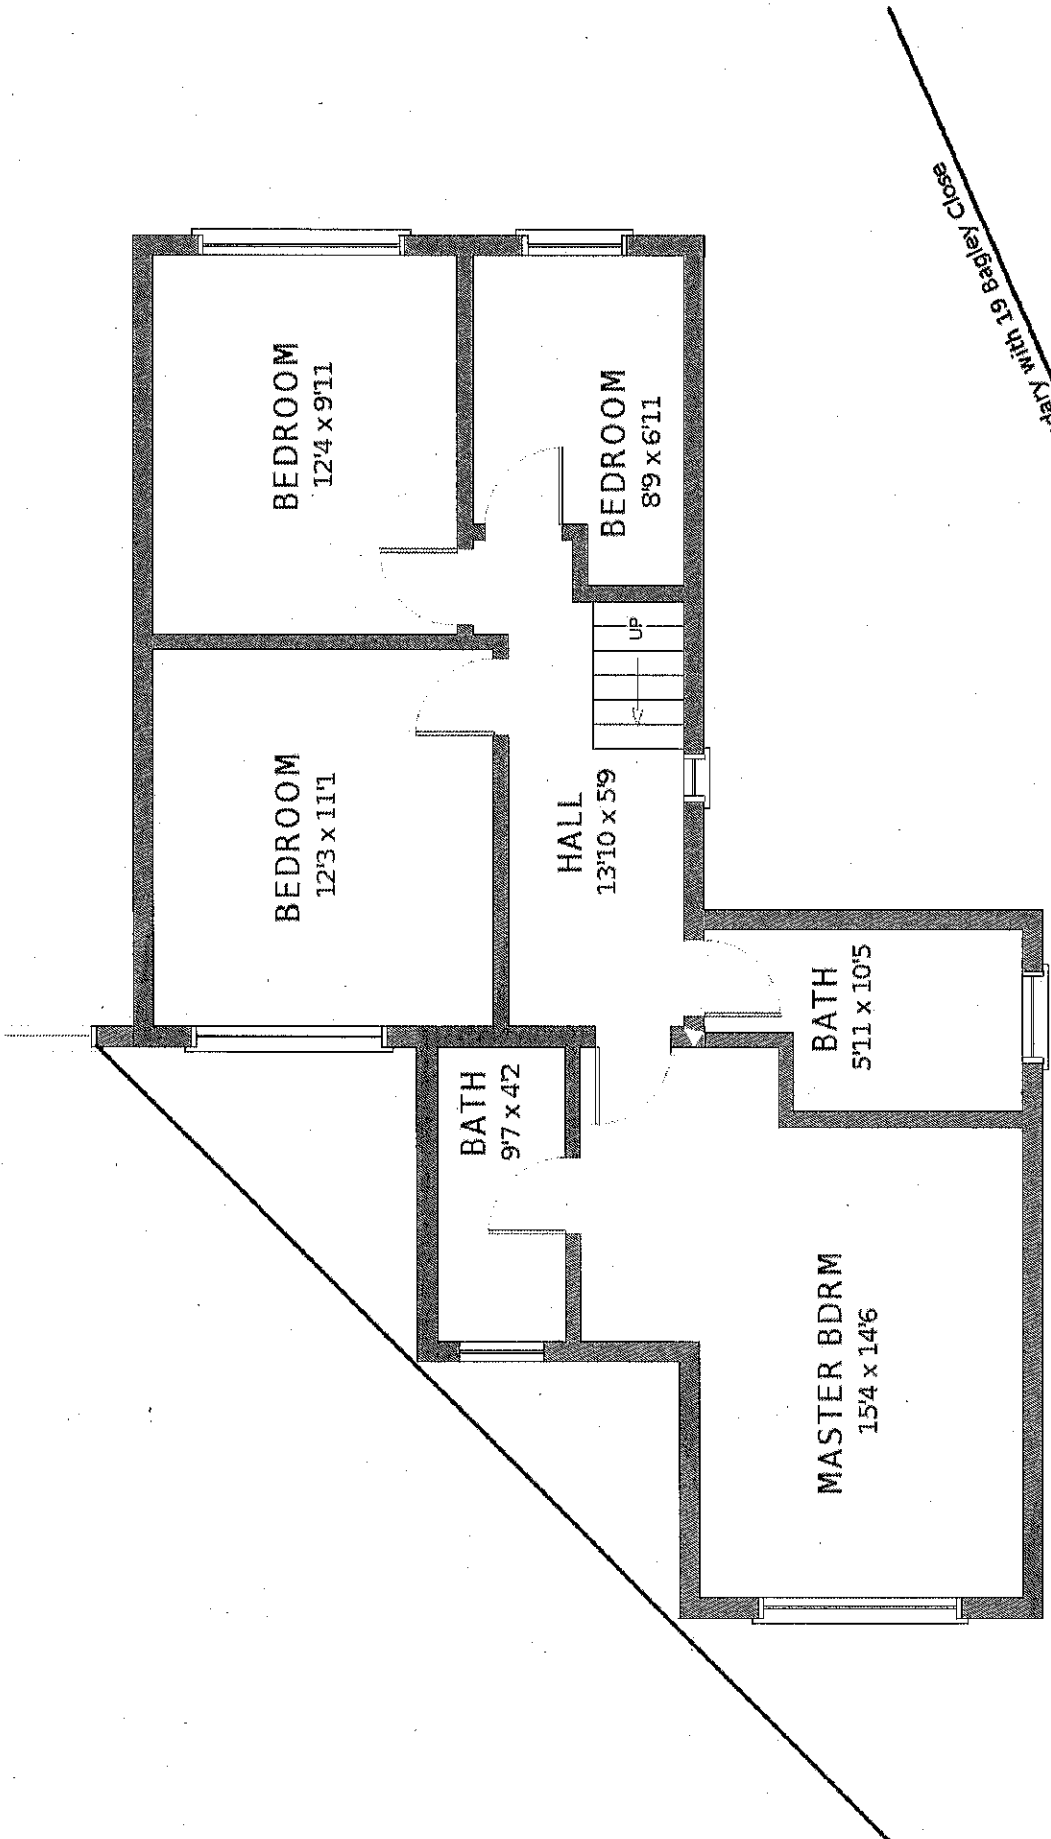 BEDROOM
12'4 x 9'11
BEDROOM
8'9 x 6'11
UP
BEDROOM
12'3 x 11'1
HALL
13'10 x 5'9
BATH
5'11 x 10'5
BATH
9'7 x 4'2
MASTER BDRM
15'4 x 14'6
with 19 Bagley Close